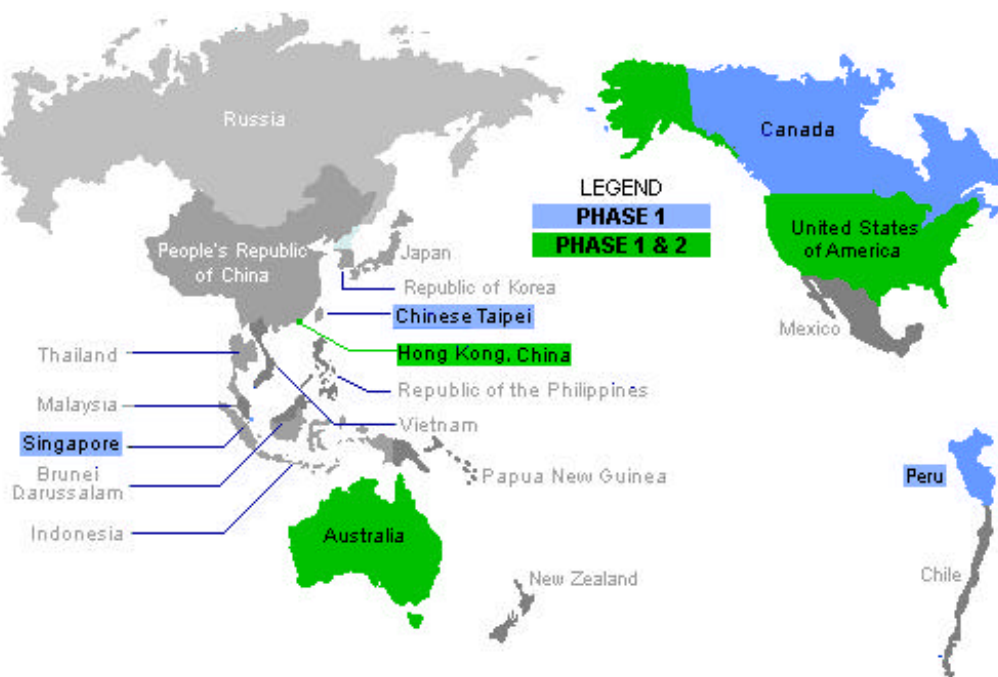 Russia
Canada
LEGEND
PHASE 1
PHASE 1 & 2
United States
of America
People's Republic
of China
Japan
Republic of Korea
Chinese Taipei
Mexico
Hong Kong, China
Thailand
Republic of the Philippines
Malaysia
Vietnam
Singapore
Brunei
Darussalam
Papua New Guinea
Peru
Indonesia
Australia
New Zealand
Chile